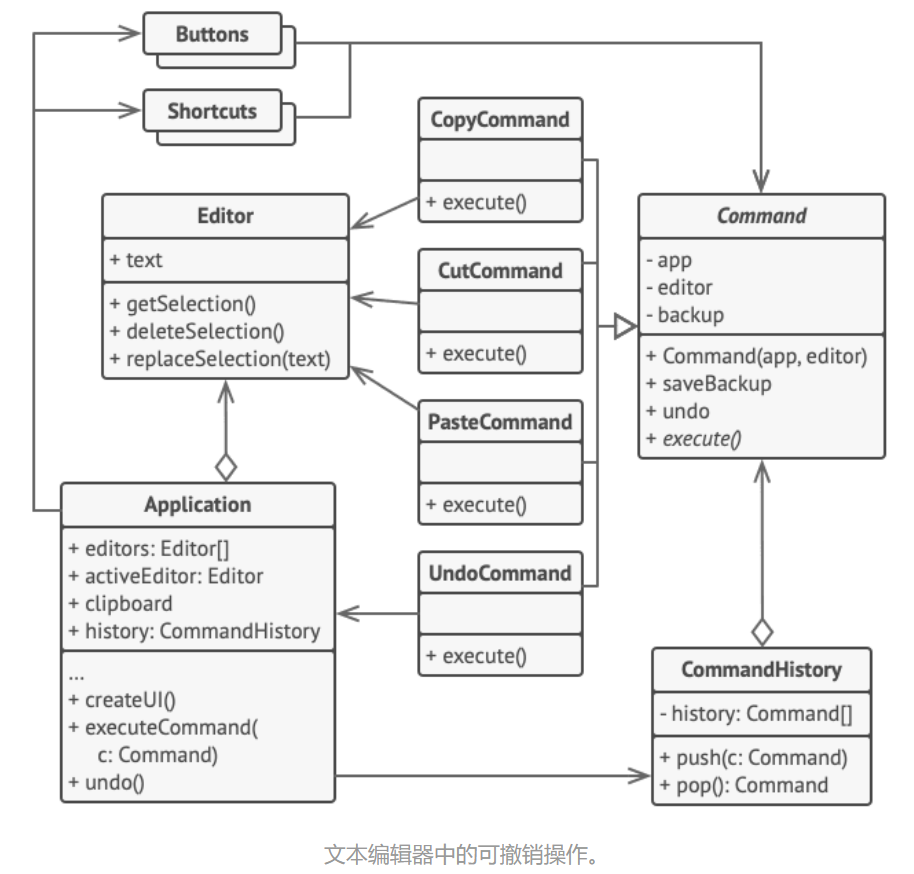 Buttons
Shortcuts
CopyCommand
+ execute()
Editor
+ text
+ getSelection()
+ deleteSelection()
+ replaceSelection(text)
CutCommand
+ execute()
Command
- app
- editor
- backup
+ Command(app, editor)
+ saveBackup
+ undo
+ execute()
PasteCommand
+ execute()
Application
+ editors: Editor[]
+ activeEditor: Editor
+ clipboard
+ history: CommandHistory
...
+ createUI()
+ executeCommand(
c: Command)
+ undo()
UndoCommand
+ execute()
CommandHistory
- history: Command[]
+ push(c: Command)
+ pop(): Command
文本编辑器中的可撤销操作。